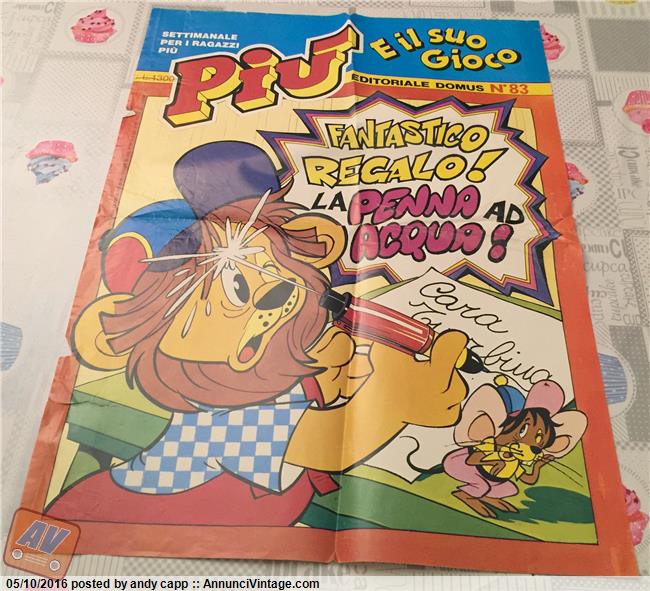 SETTIMANALE
PER I RAGAZZI
PIÙ
L.1300
PIÙ
E il suo
Gioco
EDITORIALE DOMUS N°83
FANTASTICO
REGALO!
LA PENNA AD
ACQUA!
Cara
AV
05/10/2016 posted by andy capp :: AnnunciVintage.com